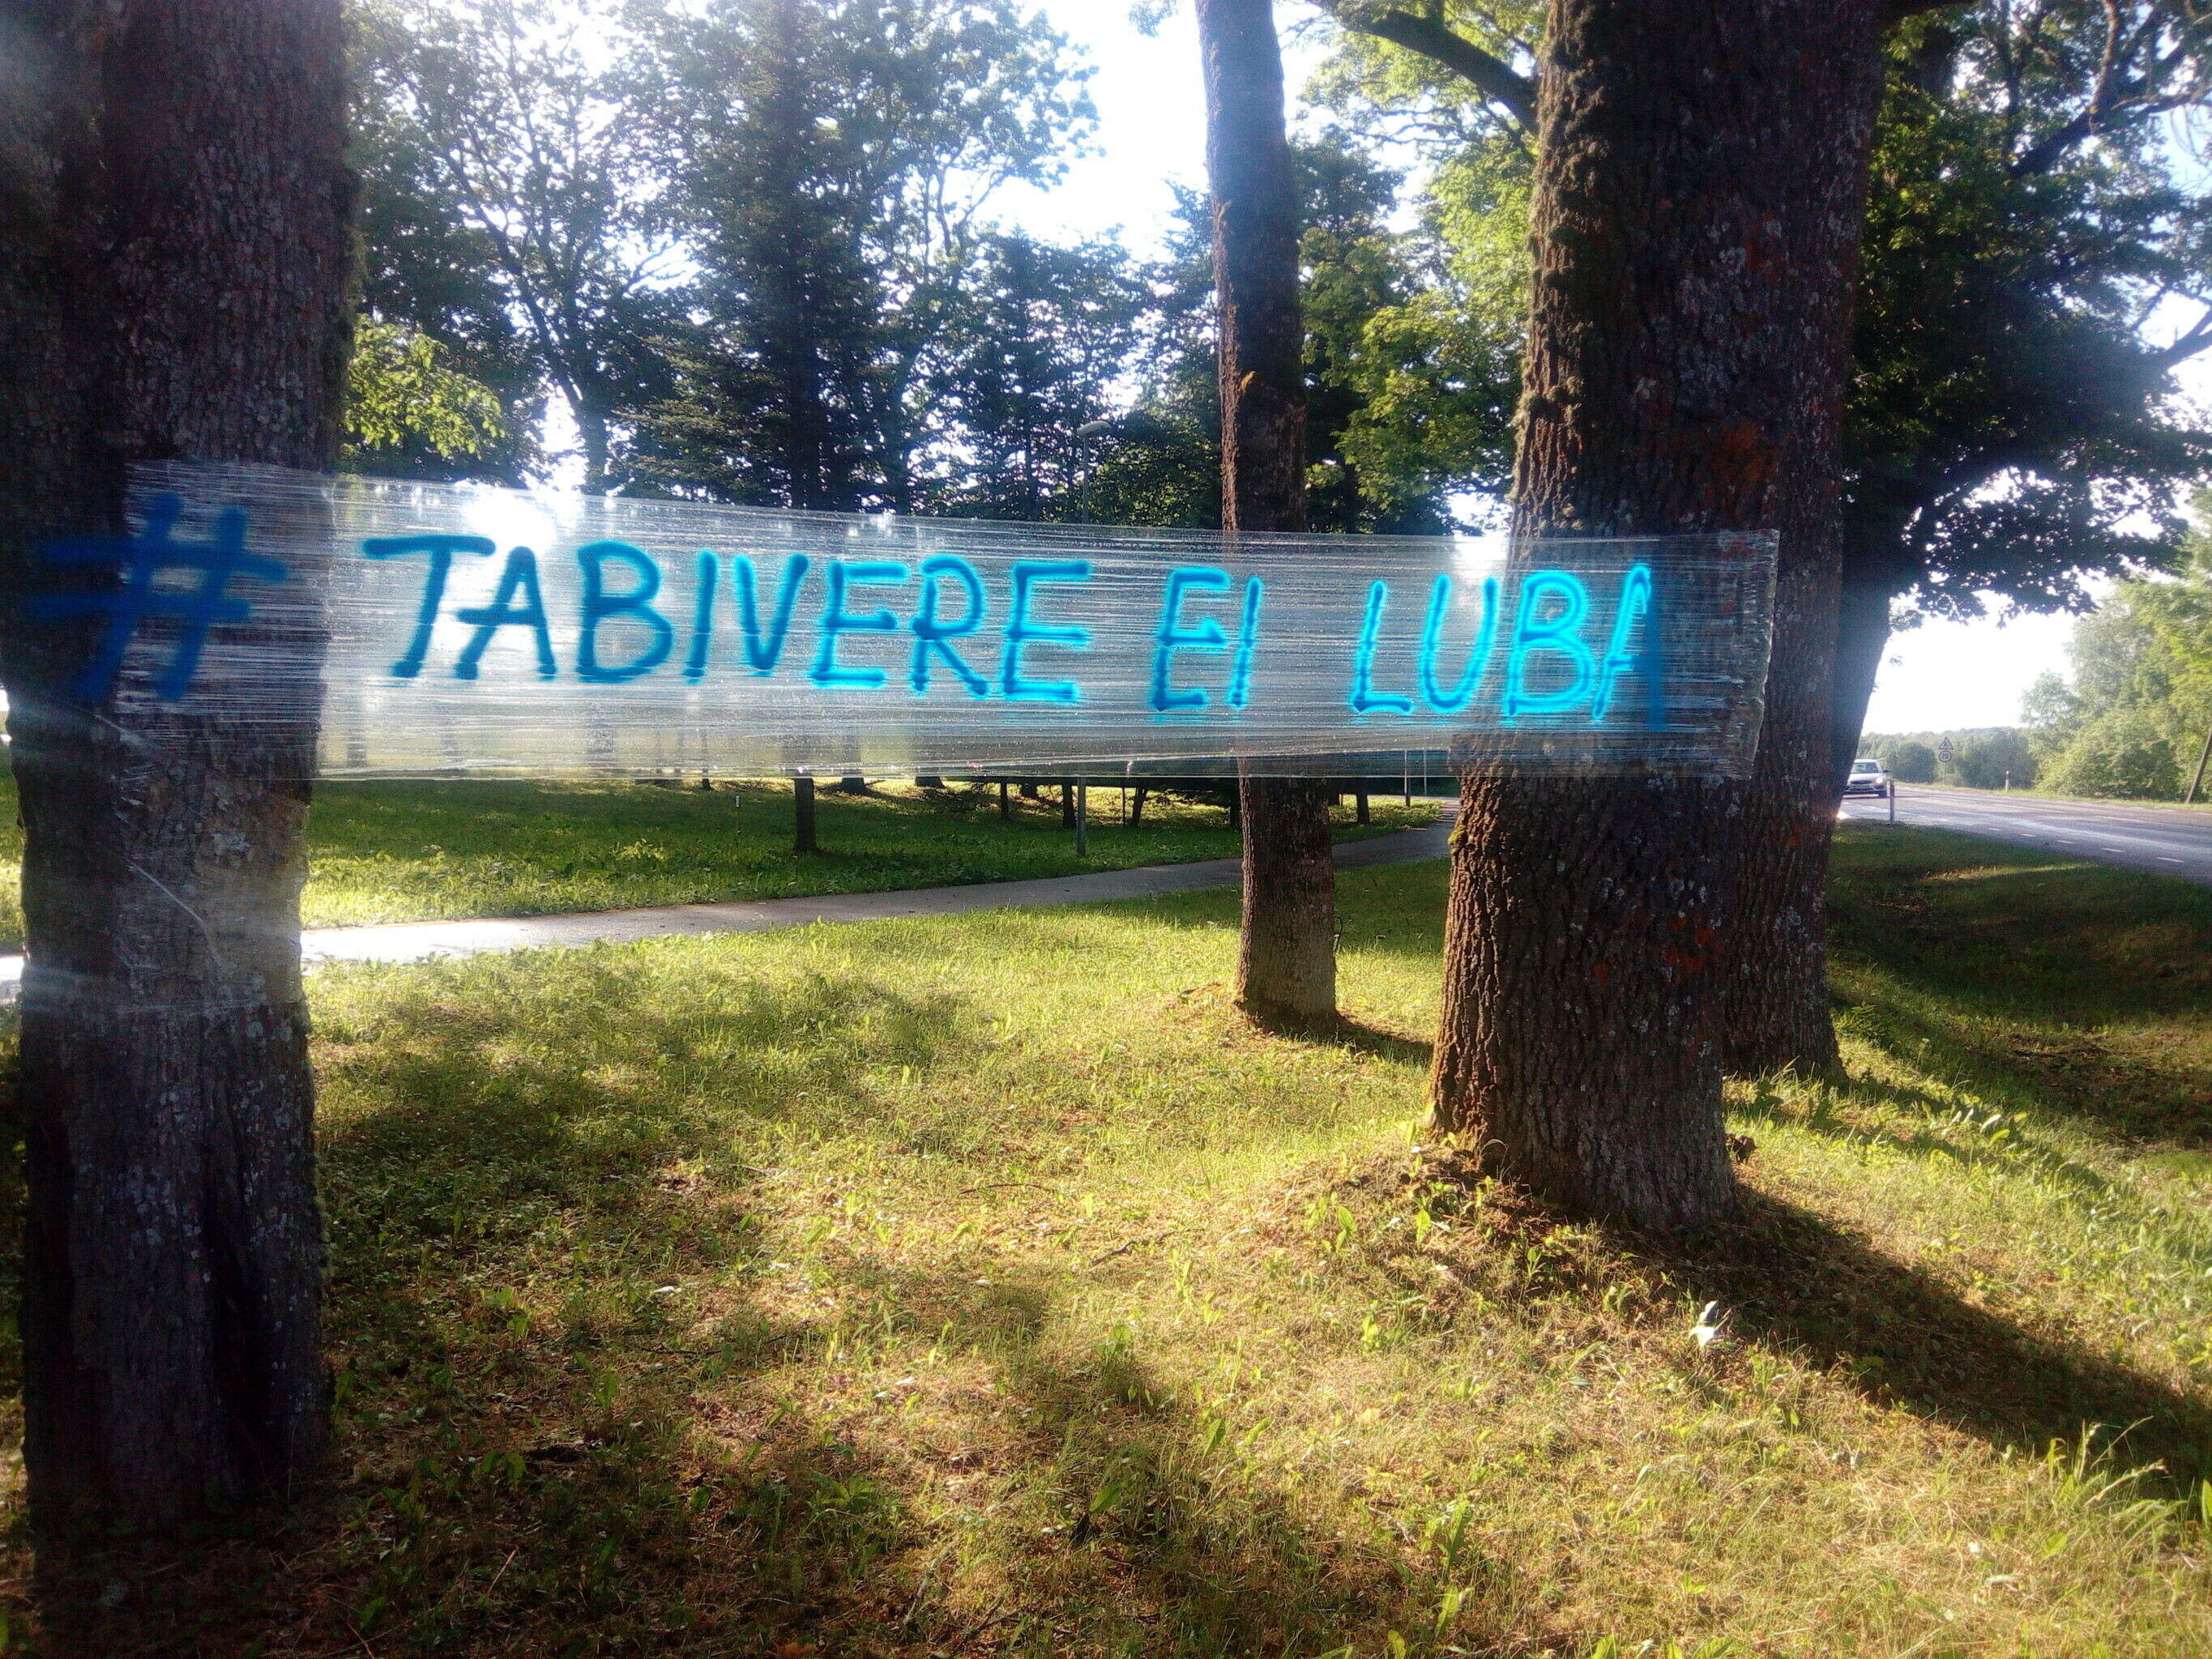 # TABIVERE EI LUBA